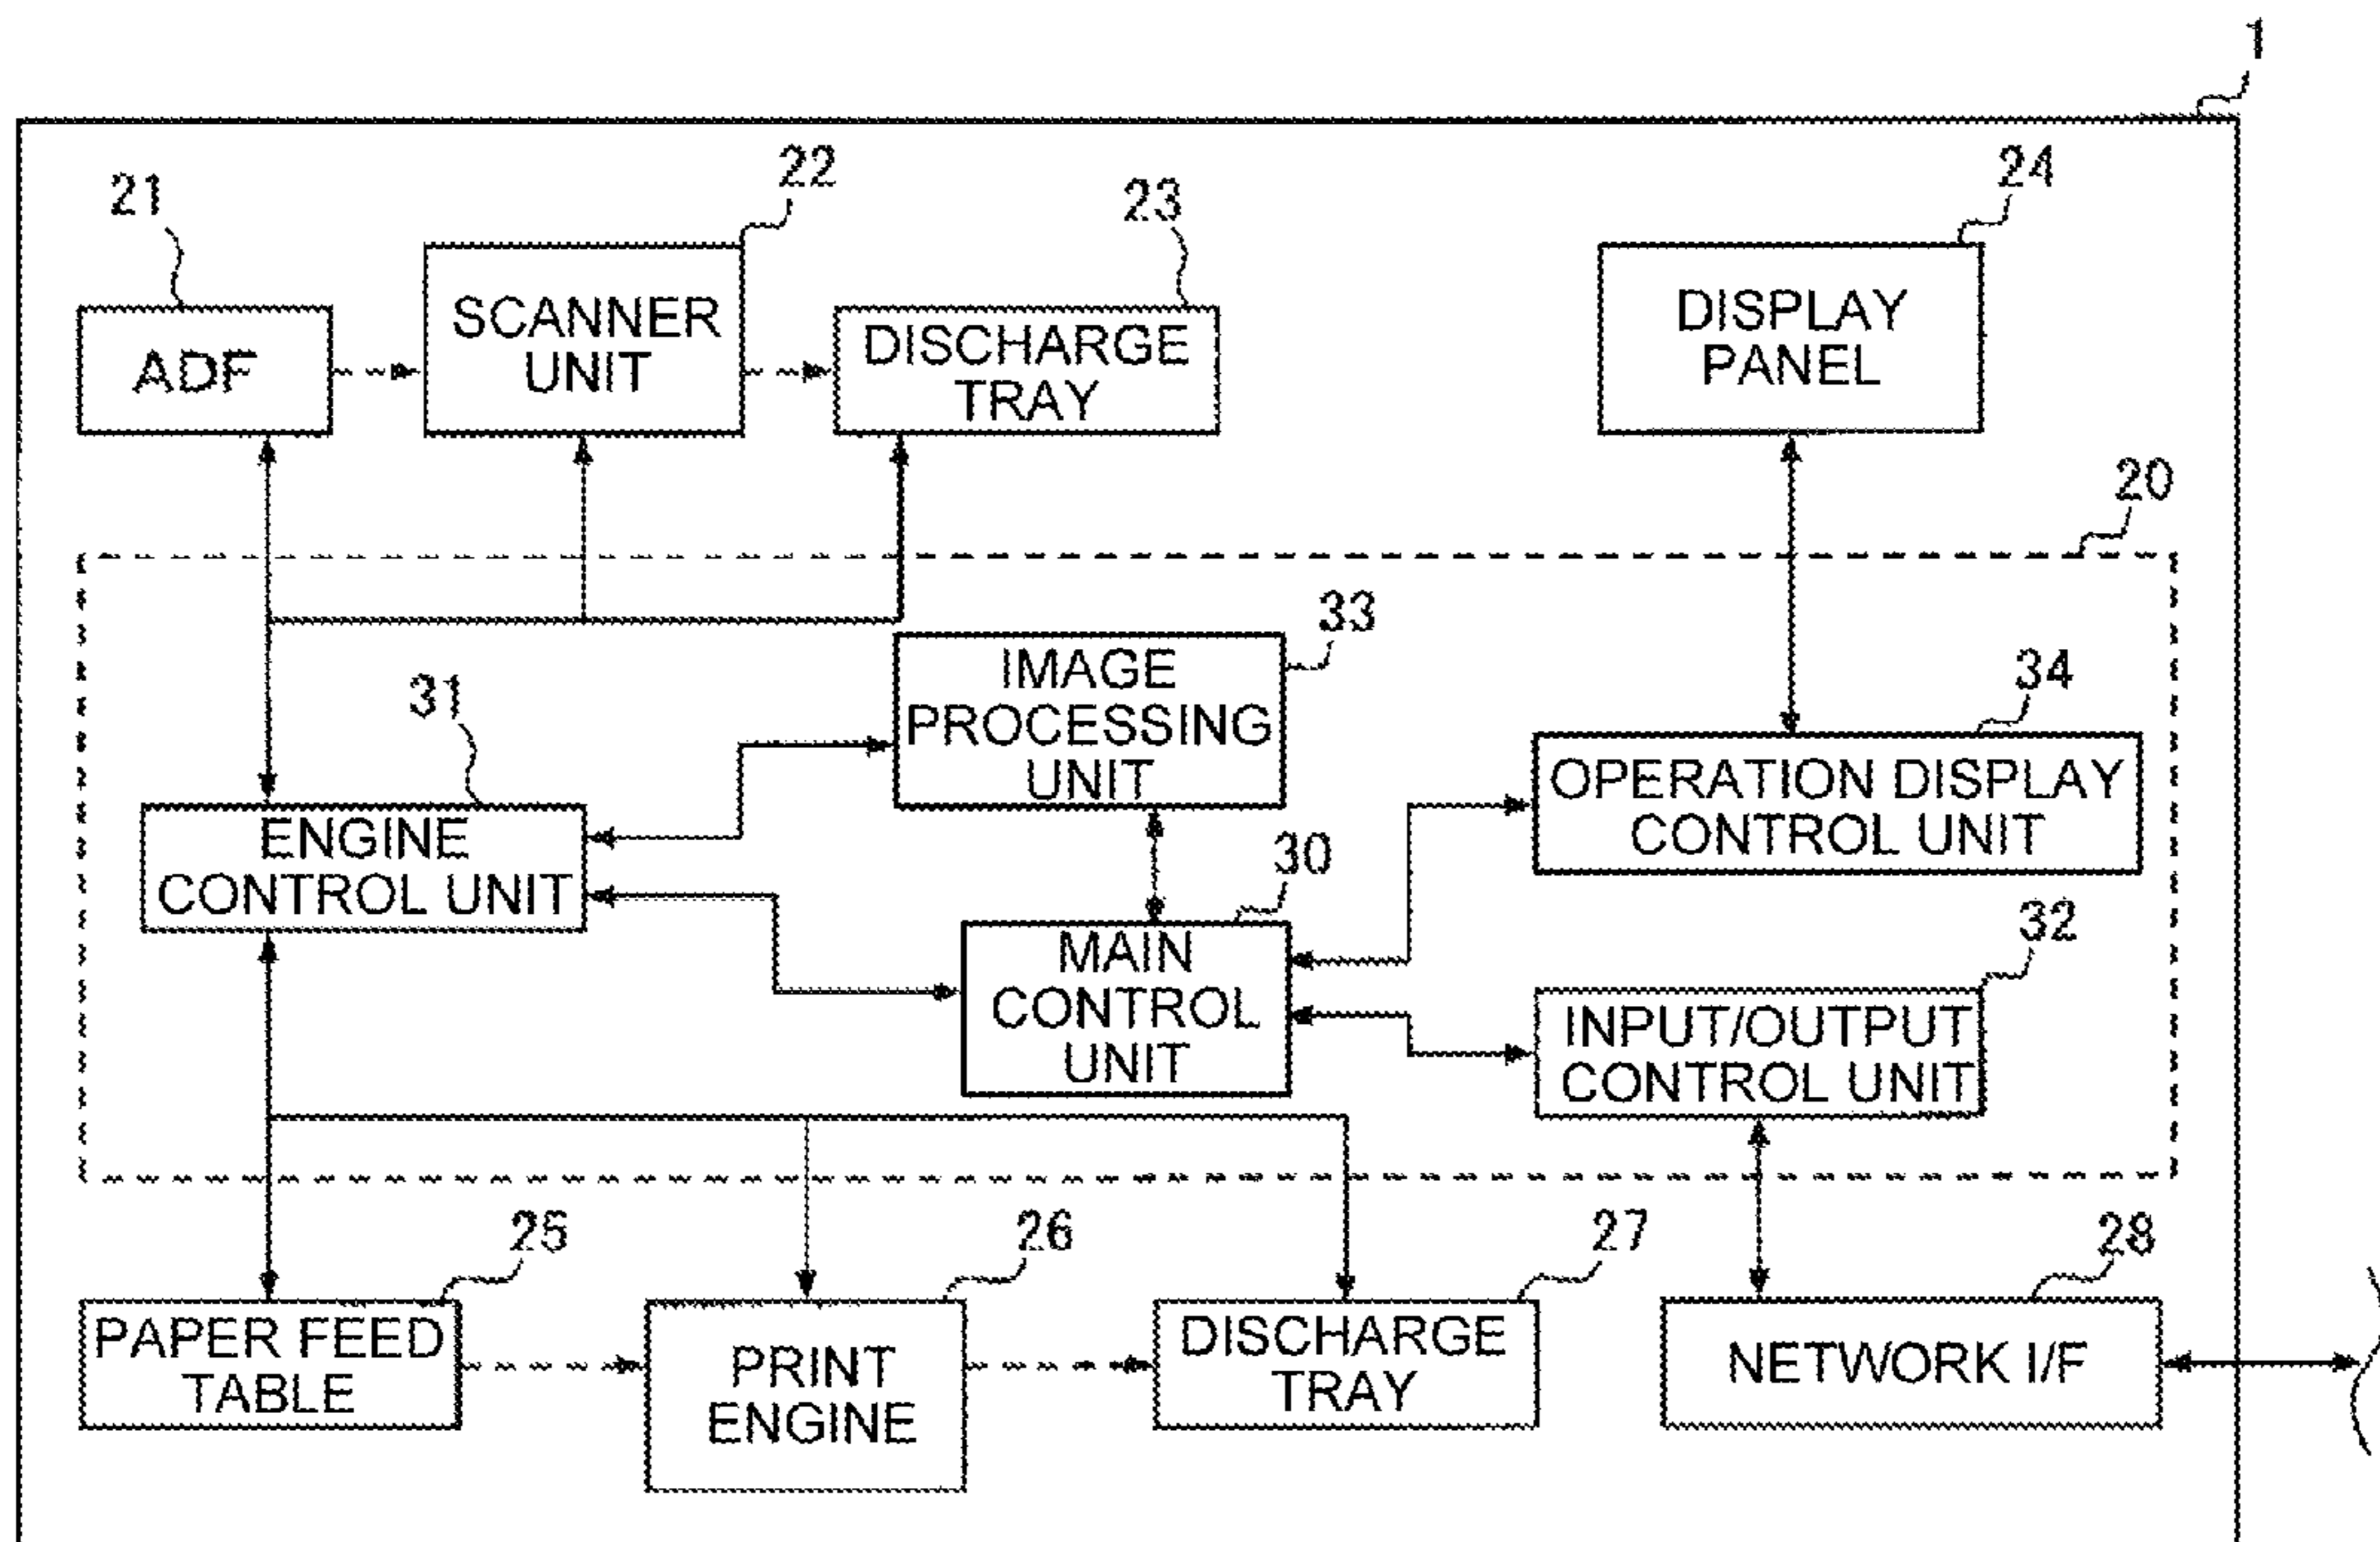 1
21
22
23
24
ADF
SCANNER
UNIT
DISCHARGE
TRAY
DISPLAY
PANEL
20
33
IMAGE
PROCESSING
UNIT
31
34
ENGINE
CONTROL UNIT
OPERATION DISPLAY
CONTROL UNIT
30
MAIN
CONTROL
UNIT
32
INPUT/OUTPUT
CONTROL UNIT
25
26
27
28
PAPER FEED
TABLE
PRINT
ENGINE
DISCHARGE
TRAY
NETWORK I/F